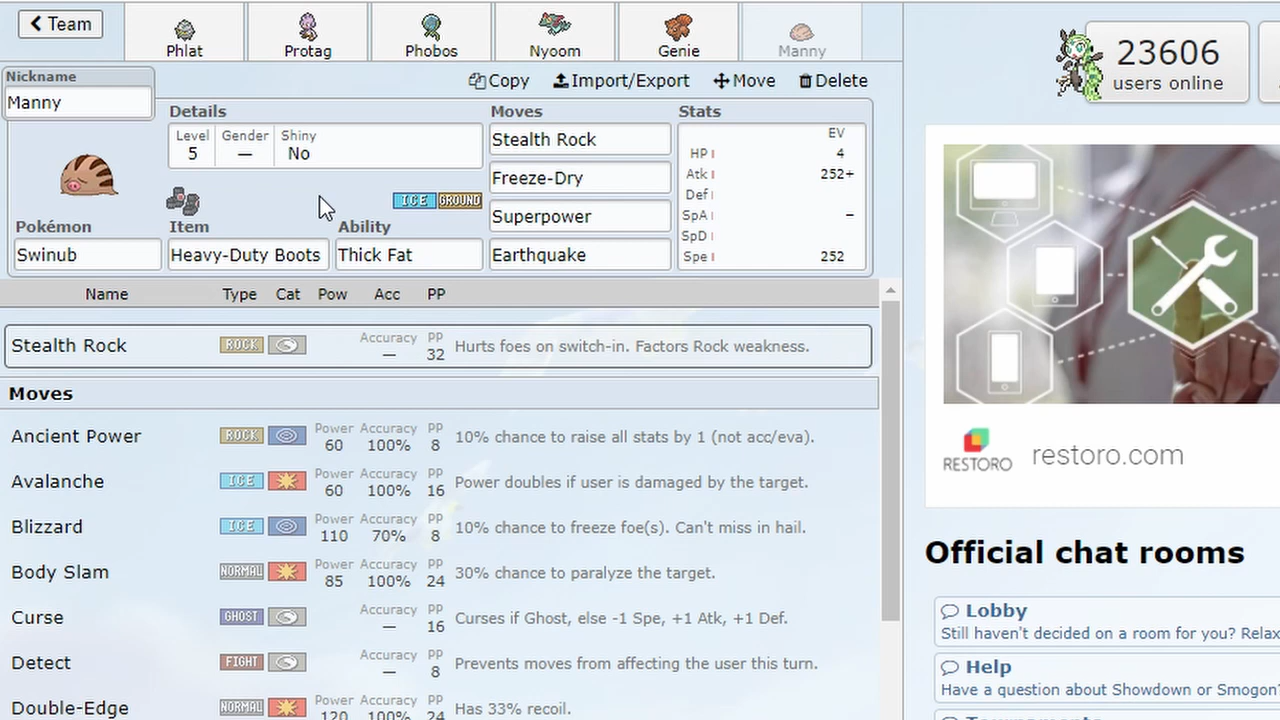 Team
Phlat
Protag
Phobos
Nyoom
Genie
Manny
Copy
Import/Export
Move
Delete
Nickname
Manny
Details
Level Gender Shiny
5 — No
ICE GROUND
Pokémon
Swinub
Item
Heavy-Duty Boots
Ability
Thick Fat
Moves
Stealth Rock
Freeze-Dry
Superpower
Earthquake
Stats
EV
HP 4
Atk 252+
Def
SpA –
SpD
Spe 252
23606
users online
Name Type Cat Pow Acc PP
Stealth Rock ROCK Accuracy — PP 32 Hurts foes on switch-in. Factors Rock weakness.
Moves
Ancient Power ROCK Power 60 Accuracy 100% PP 8 10% chance to raise all stats by 1 (not acc/eva).
Avalanche ICE Power 60 Accuracy 100% PP 16 Power doubles if user is damaged by the target.
Blizzard ICE Power 110 Accuracy 70% PP 8 10% chance to freeze foe(s). Can't miss in hail.
Body Slam NORMAL Power 85 Accuracy 100% PP 24 30% chance to paralyze the target.
Curse GHOST Accuracy — PP 16 Curses if Ghost, else -1 Spe, +1 Atk, +1 Def.
Detect FIGHT Accuracy — PP 8 Prevents moves from affecting the user this turn.
Double-Edge NORMAL Power 120 Accuracy 100% PP 24 Has 33% recoil.
RESTORO
restoro.com
Official chat rooms
Lobby
Still haven't decided on a room for you? Relax
Help
Have a question about Showdown or Smogon?